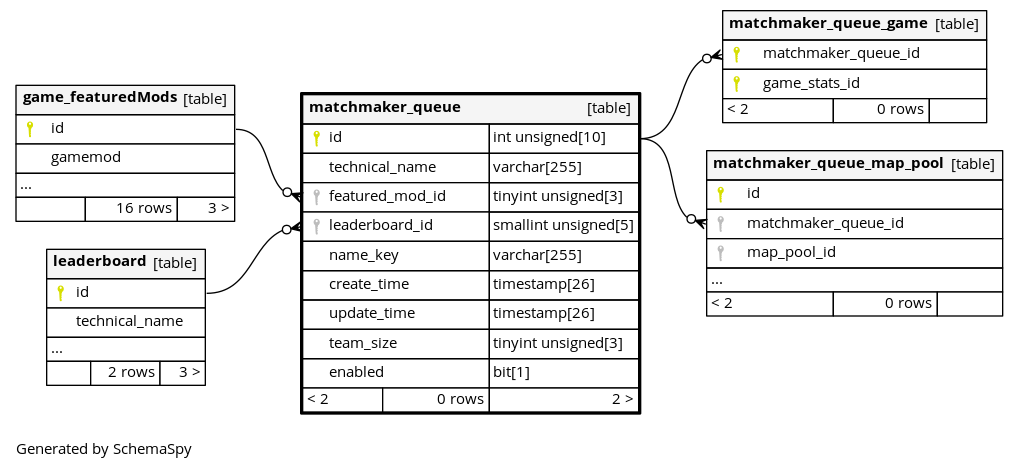 game_featuredMods [table]
id
gamemod
...
16 rows 3 >
leaderboard [table]
id
technical_name
...
2 rows 3 >
matchmaker_queue [table]
id int unsigned[10]
technical_name varchar[255]
featured_mod_id tinyint unsigned[3]
leaderboard_id smallint unsigned[5]
name_key varchar[255]
create_time timestamp[26]
update_time timestamp[26]
team_size tinyint unsigned[3]
enabled bit[1]
< 2 0 rows 2 >
matchmaker_queue_game [table]
matchmaker_queue_id
game_stats_id
< 2 0 rows
matchmaker_queue_map_pool [table]
id
matchmaker_queue_id
map_pool_id
...
< 2 0 rows
Generated by SchemaSpy